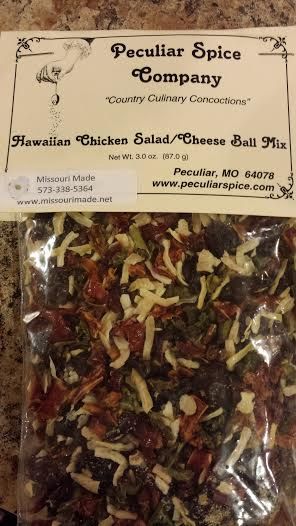 Peculiar Spice
Company
"Country Culinary Concoctions"
Hawaiian Chicken Salad/Cheese Ball Mix
Net Wt. 3.0 oz. (87.0 g)
Peculiar, MO 64078
www.peculiarspice.com
Missouri Made
573-338-5364
www.missourimade.net